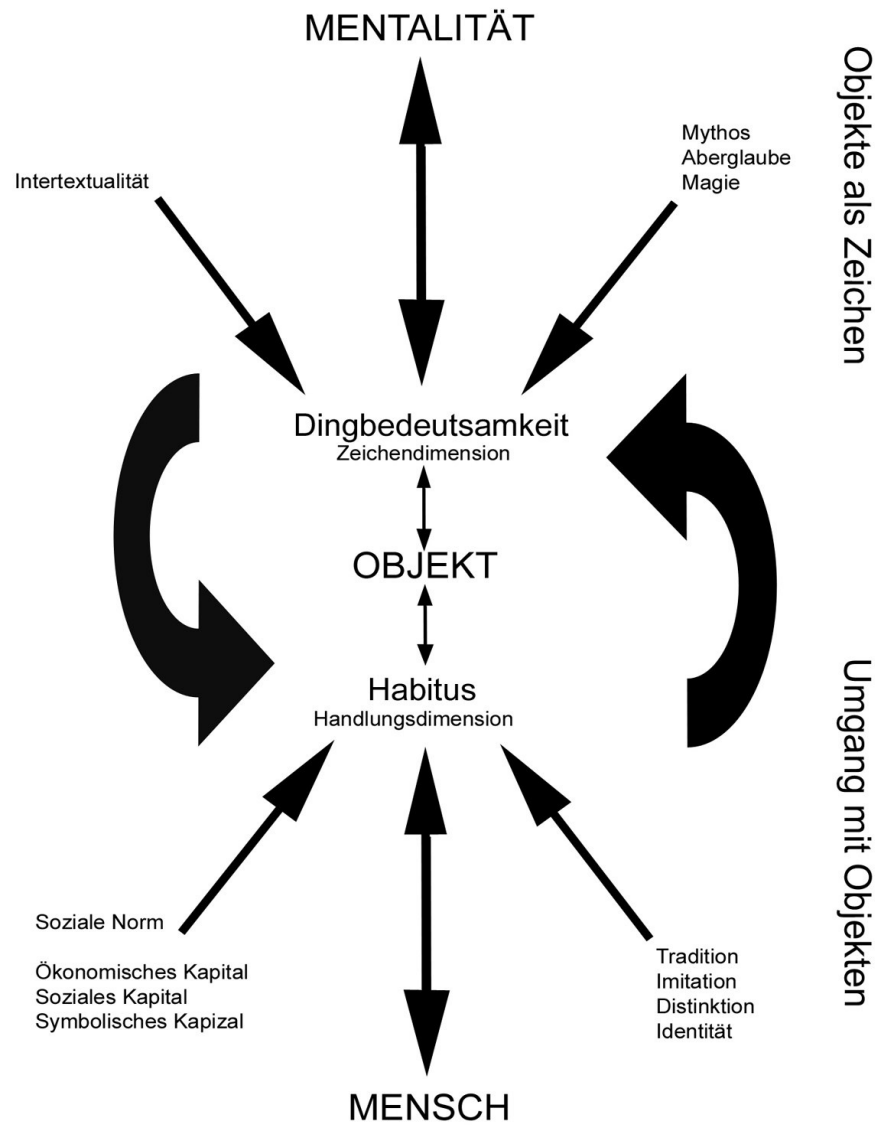 MENTALITÄT
Objekte als Zeichen
Mythos
Aberglaube
Magie
Intertextualität
Dingbedeutsamkeit
Zeichendimension
OBJEKT
Habitus
Handlungsdimension
Umgang mit Objekten
Soziale Norm
Ökonomisches Kapital
Soziales Kapital
Symbolisches Kapizal
Tradition
Imitation
Distinktion
Identität
MENSCH